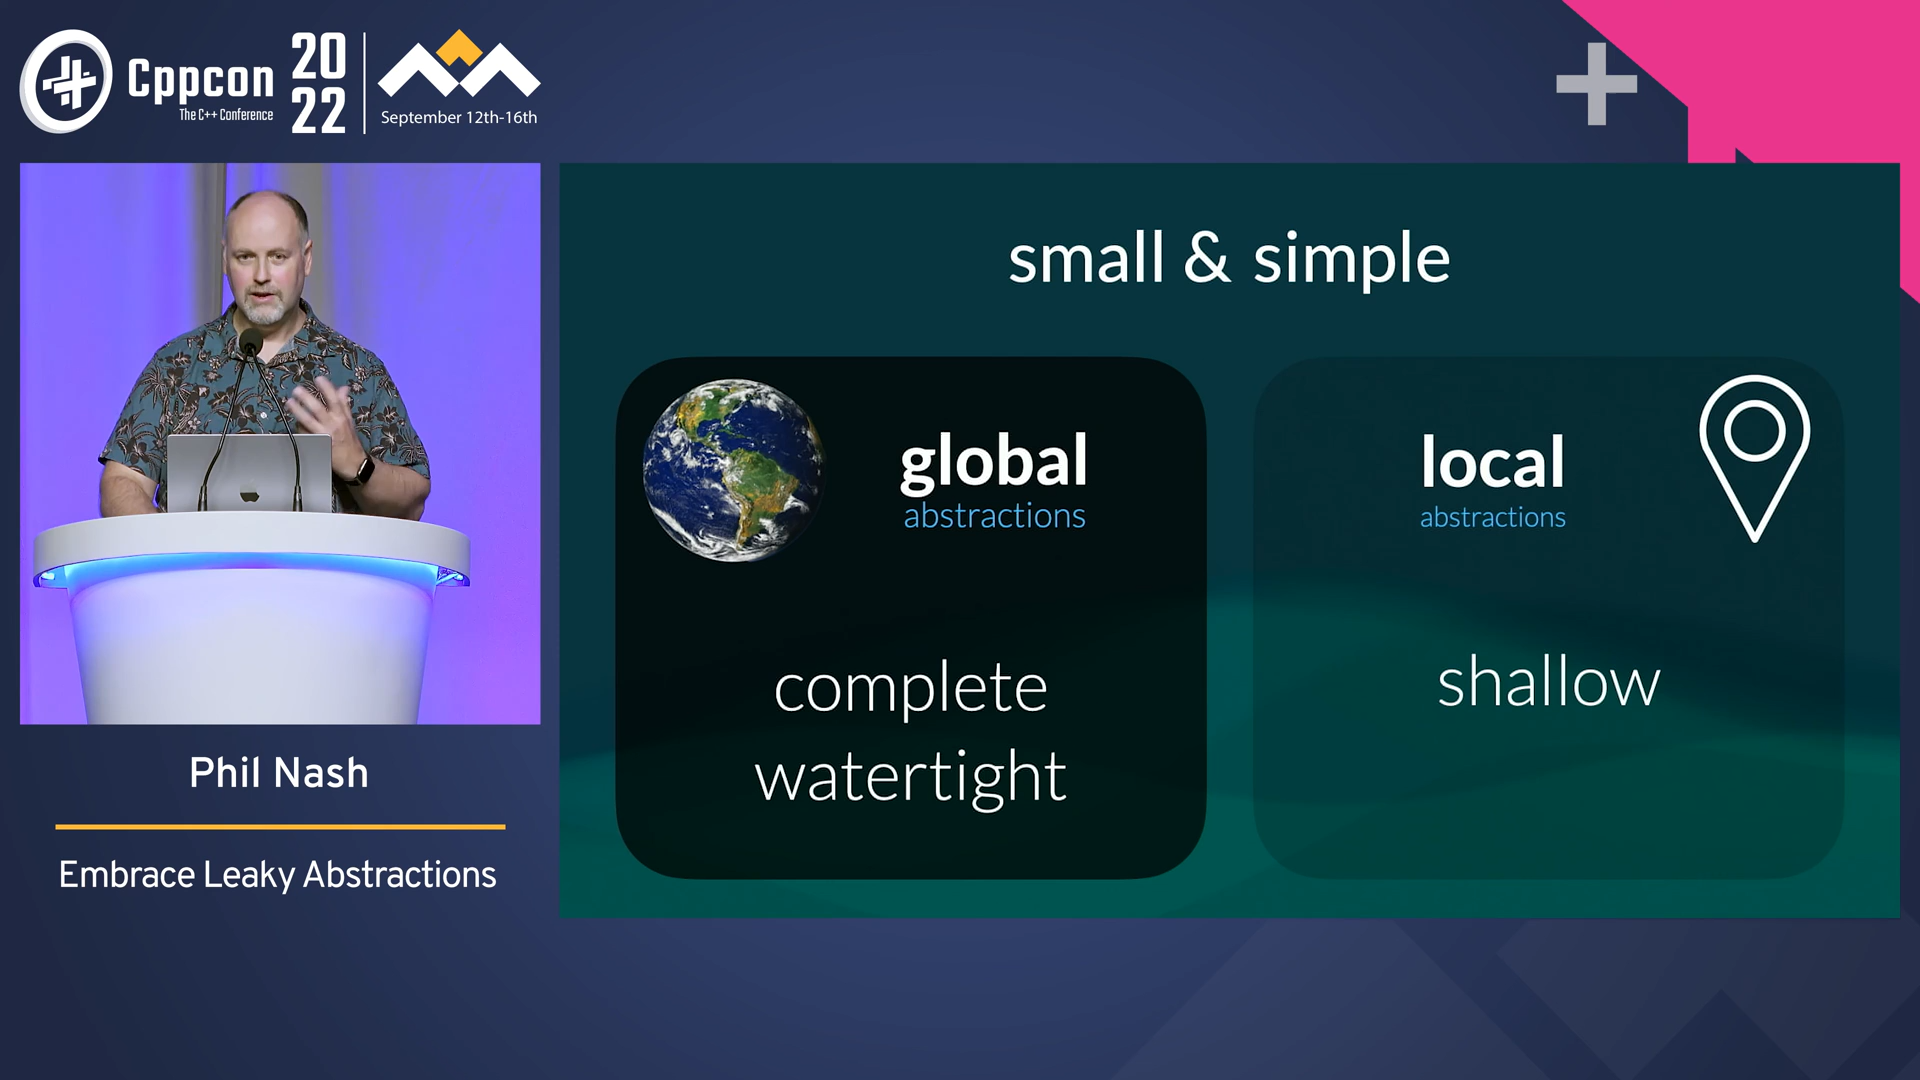 Cppcon
The C++ Conference
20
22
September 12th-16th
small & simple
global
abstractions
local
abstractions
complete
watertight
shallow
Phil Nash
Embrace Leaky Abstractions